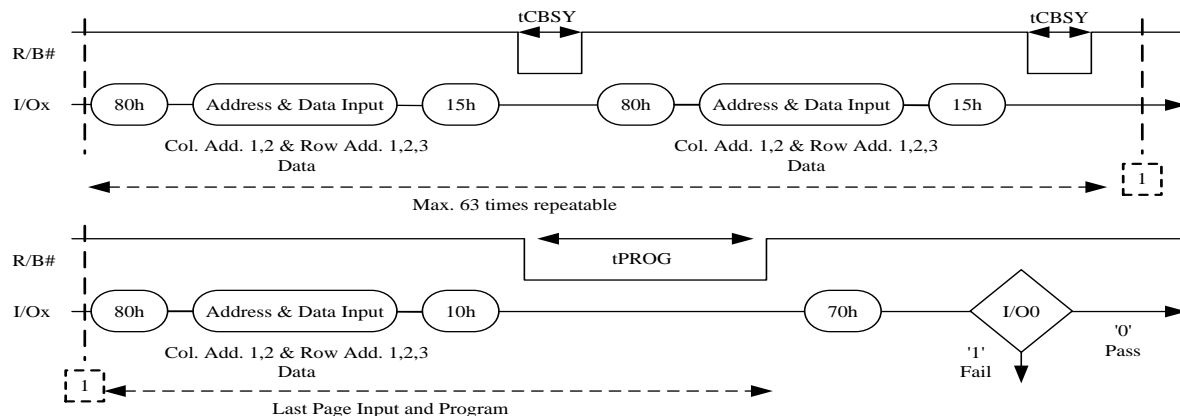 tCBSY tCBSY
R/B#
I/Ox 80h Address & Data Input 15h 80h Address & Data Input 15h
Col. Add. 1,2 & Row Add. 1,2,3 Col. Add. 1,2 & Row Add. 1,2,3
Data Data
1
Max. 63 times repeatable
R/B#
tPROG
I/Ox 80h Address & Data Input 10h 70h I/O0
'0'
Pass
Col. Add. 1,2 & Row Add. 1,2,3 '1'
Data Fail
1
Last Page Input and Program